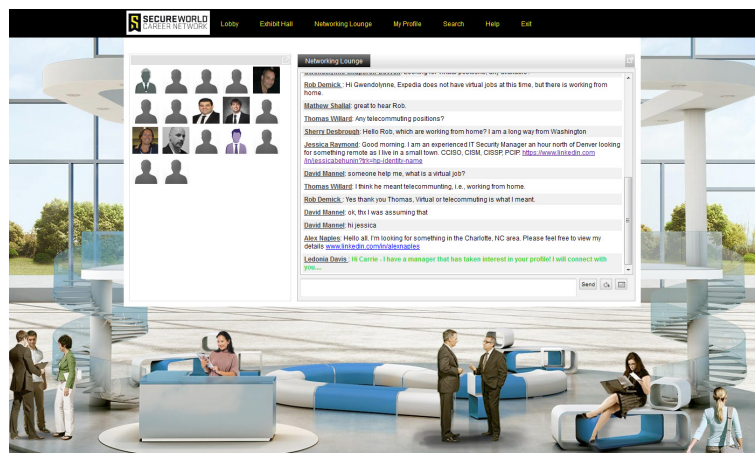 SECUREWORLD
CAREER NETWORK
Lobby
Exhibit Hall
Networking Lounge
My Profile
Search
Help
Exit
Networking Lounge
Rob Demick : Hi Gwendolynne, Expedia does not have virtual jobs at this time, but there is working from
home.
Mathew Shallal: great to hear Rob.
Thomas Willard: Any telecommuting positions?
Sherry Desbrough: Hello Rob, which are working from home? I am a long way from Washington
Jessica Raymond: Good morning. I am an experienced IT Security Manager an hour north of Denver looking
for something remote as I live in a small town. CCISO, CISM, CISSP, PCIP. https://www.linkedin.com
/in/jessicabehunin?trk=hp-identity-name
David Mannel: someone help me, what is a virtual job?
Thomas Willard: I think he meant telecommunting, i.e., working from home.
Rob Demick : Yes thank you Thomas, Virtual or telecommuting is what I meant.
David Mannel: ok, thx I was assuming that
David Mannel: hi jessica
Alex Naples: Hello all. I'm looking for something in the Charlotte, NC area. Please feel free to view my
details www.linkedin.com/in/alexnaples
Ledonia Davis : Hi Carrie - I have a manager that has taken interest in your profile! I will connect with
you....
Send